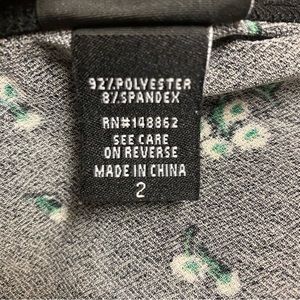 92%POLYESTER
8%SPANDEX
RN#148862
SEE CARE
ON REVERSE
MADE IN CHINA
2